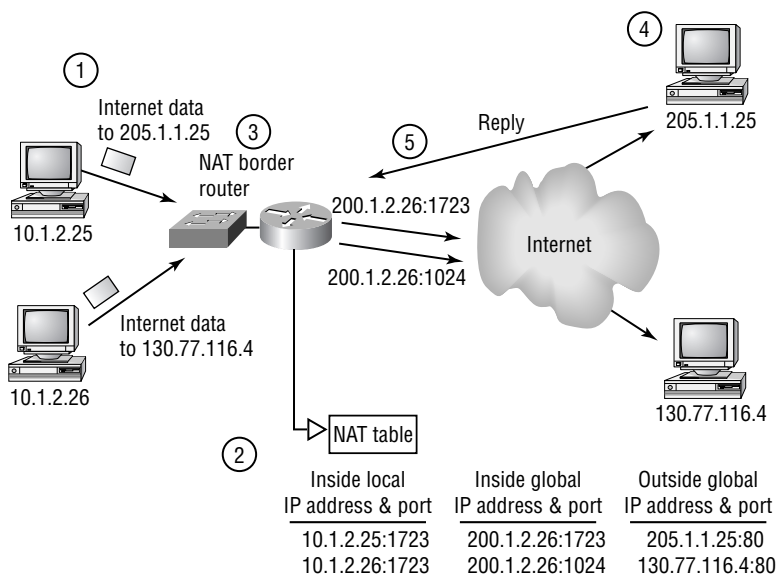 1
Internet data
to 205.1.1.25
10.1.2.25
3
NAT border
router
4
205.1.1.25
5
Reply
200.1.2.26:1723
200.1.2.26:1024
Internet
Internet data
to 130.77.116.4
10.1.2.26
130.77.116.4
2
NAT table
Inside local
IP address & port
Inside global
IP address & port
Outside global
IP address & port
10.1.2.25:1723 200.1.2.26:1723 205.1.1.25:80
10.1.2.26:1723 200.1.2.26:1024 130.77.116.4:80